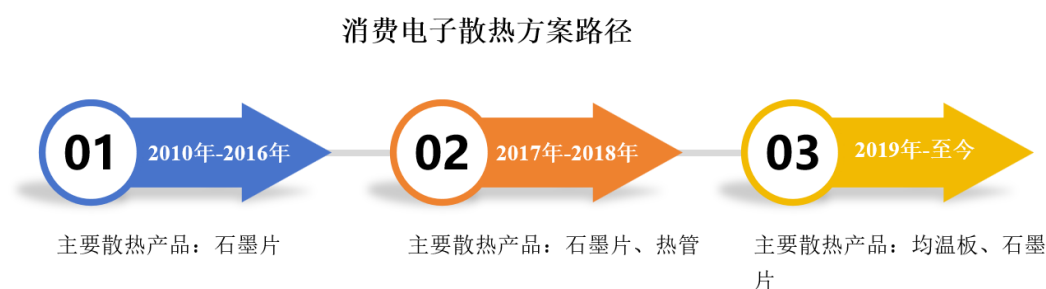 消费电子散热方案路径
01
2010年-2016年
02
2017年-2018年
03
2019年-至今
主要散热产品：石墨片
主要散热产品：石墨片、热管
主要散热产品：均温板、石墨
片